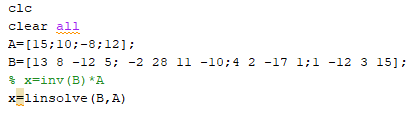 clc
clear all
A=[15;10;-8;12];
B=[13 8 -12 5; -2 28 11 -10;4 2 -17 1;1 -12 3 15];
% x=inv(B)*A
x=linsolve(B,A)